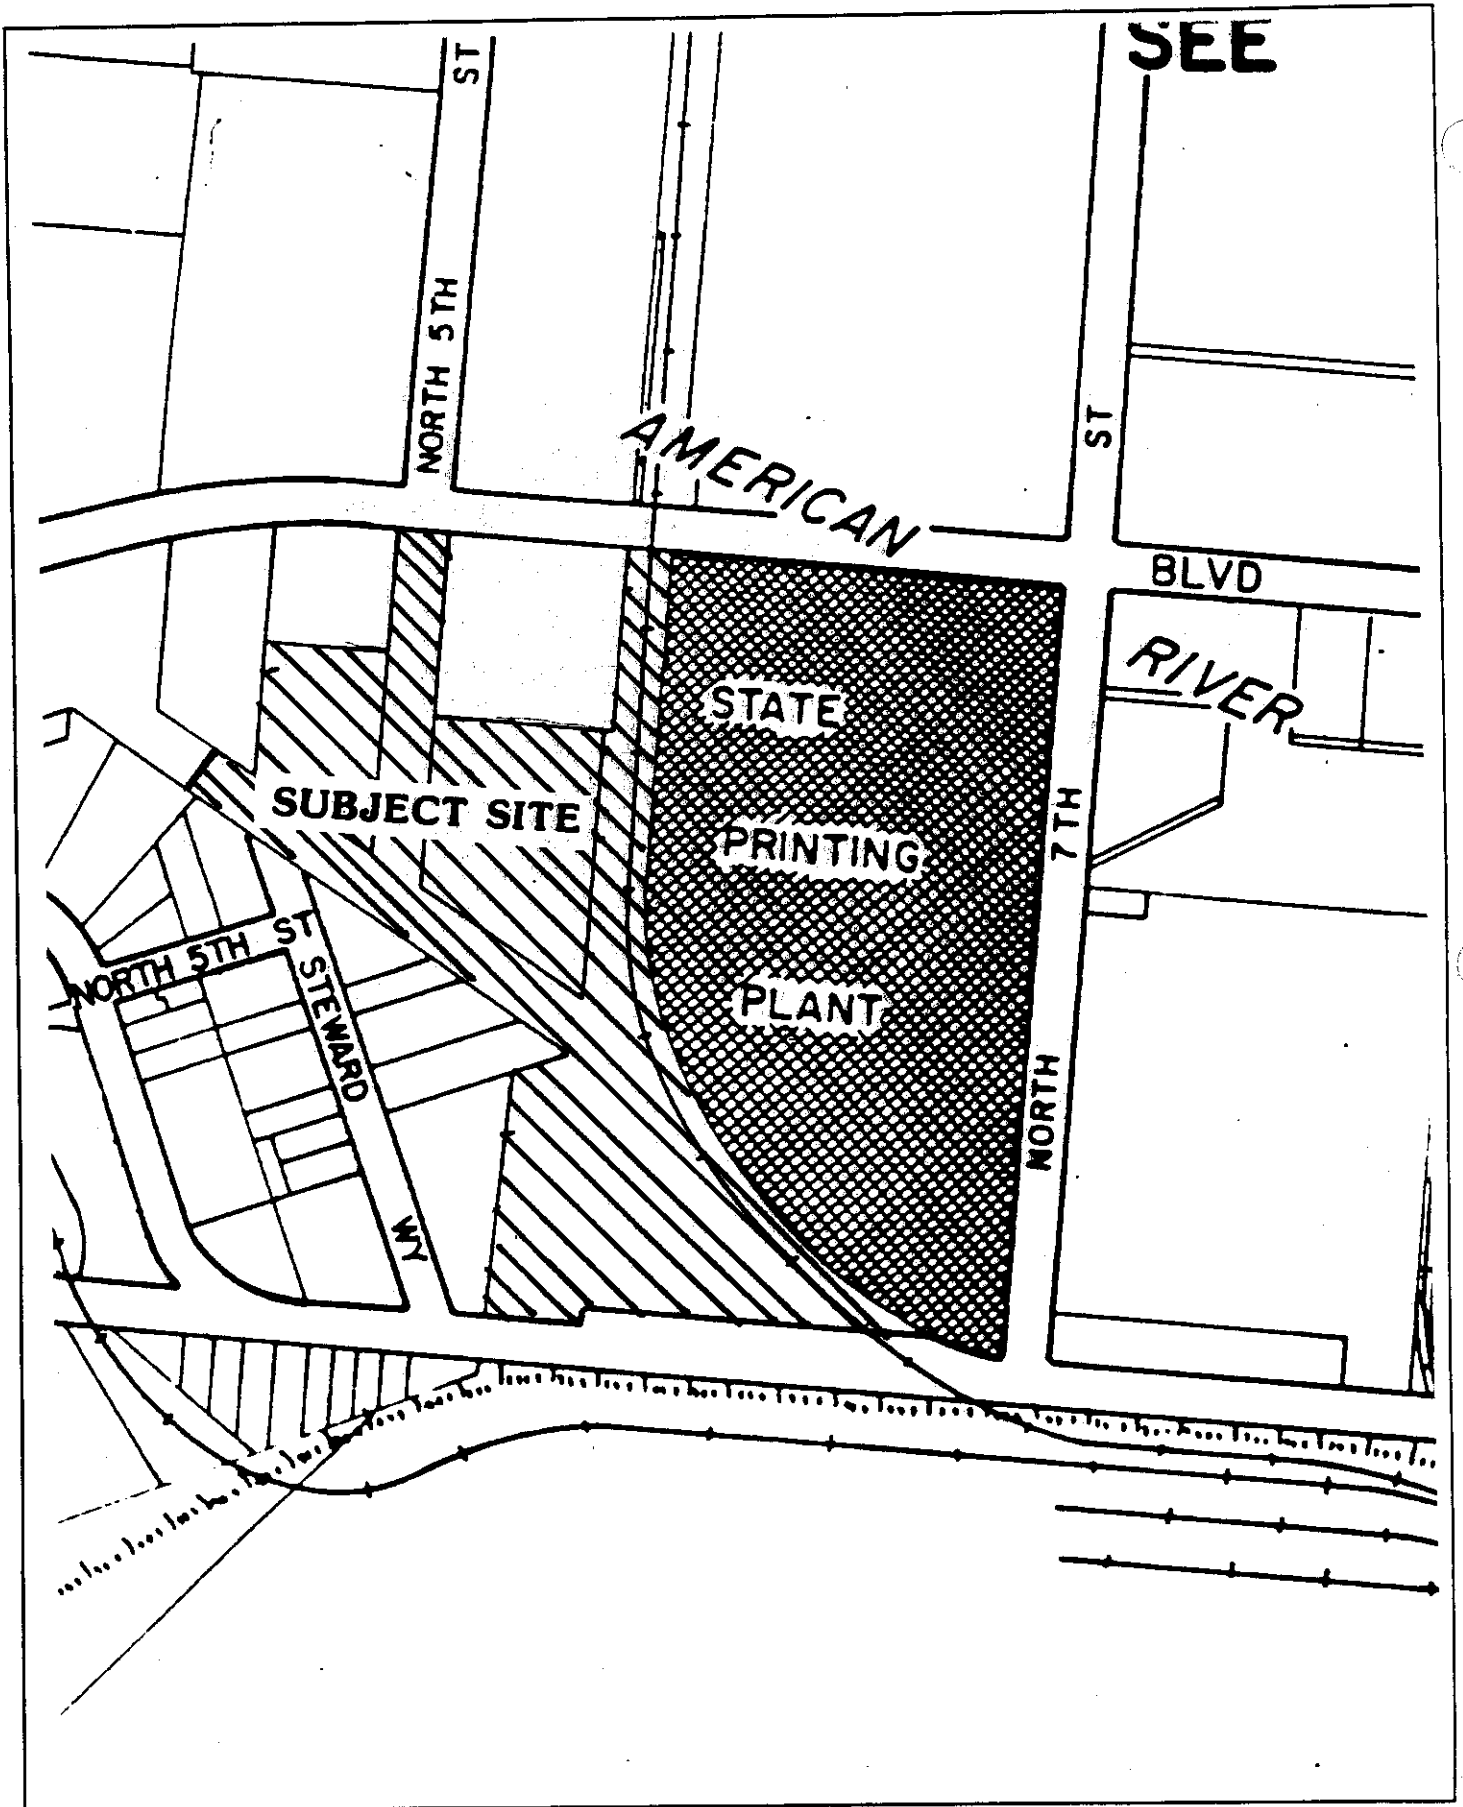 SEE
ST
NORTH 5TH
AMERICAN
ST
BLVD
RIVER
STATE
SUBJECT SITE
PRINTING
7TH
NORTH 5TH ST
PLANT
STEWARD
NORTH
WY